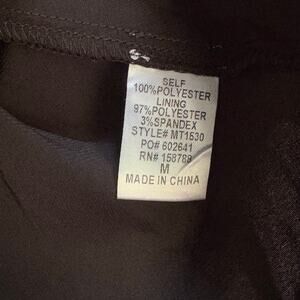 SELF
100%POLYESTER
LINING
97%POLYESTER
3%SPANDEX
STYLE# MT1530
PO# 602641
RN# 158788
M
MADE IN CHINA